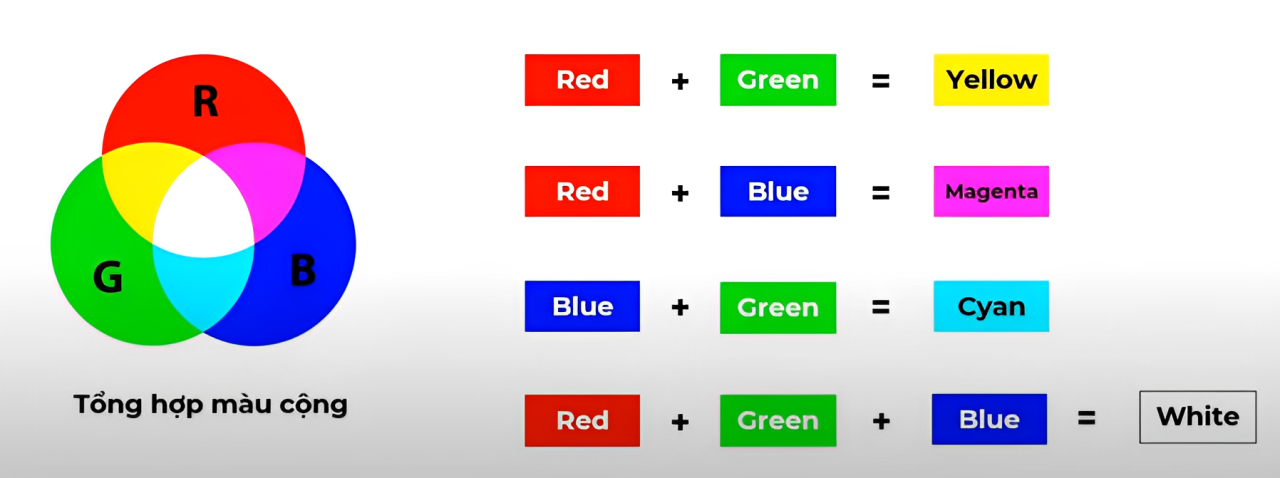 R
G
B
Tổng hợp màu cộng
Red + Green = Yellow
Red + Blue = Magenta
Blue + Green = Cyan
Red + Green + Blue = White